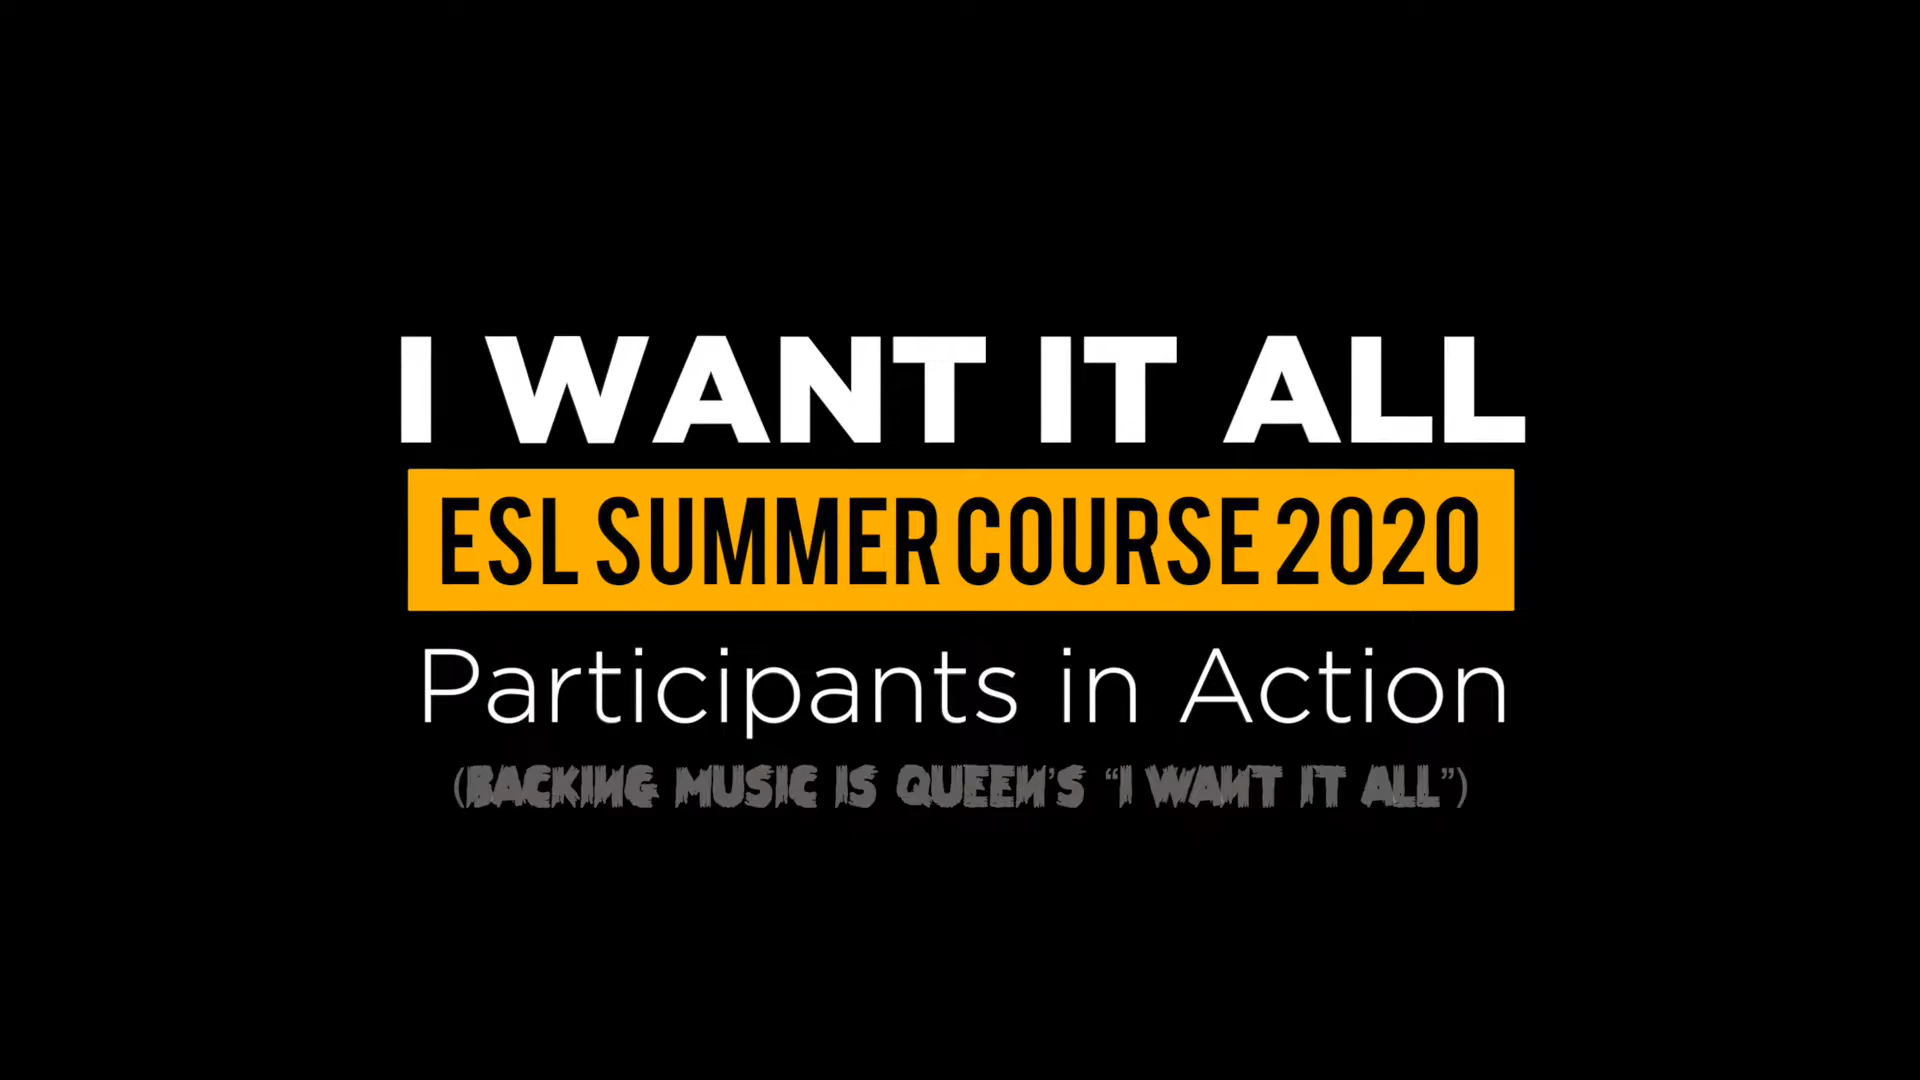 I WANT IT ALL
ESL SUMMER COURSE 2020
Participants in Action
(BACKING MUSIC IS QUEEN'S “I WANT IT ALL”)